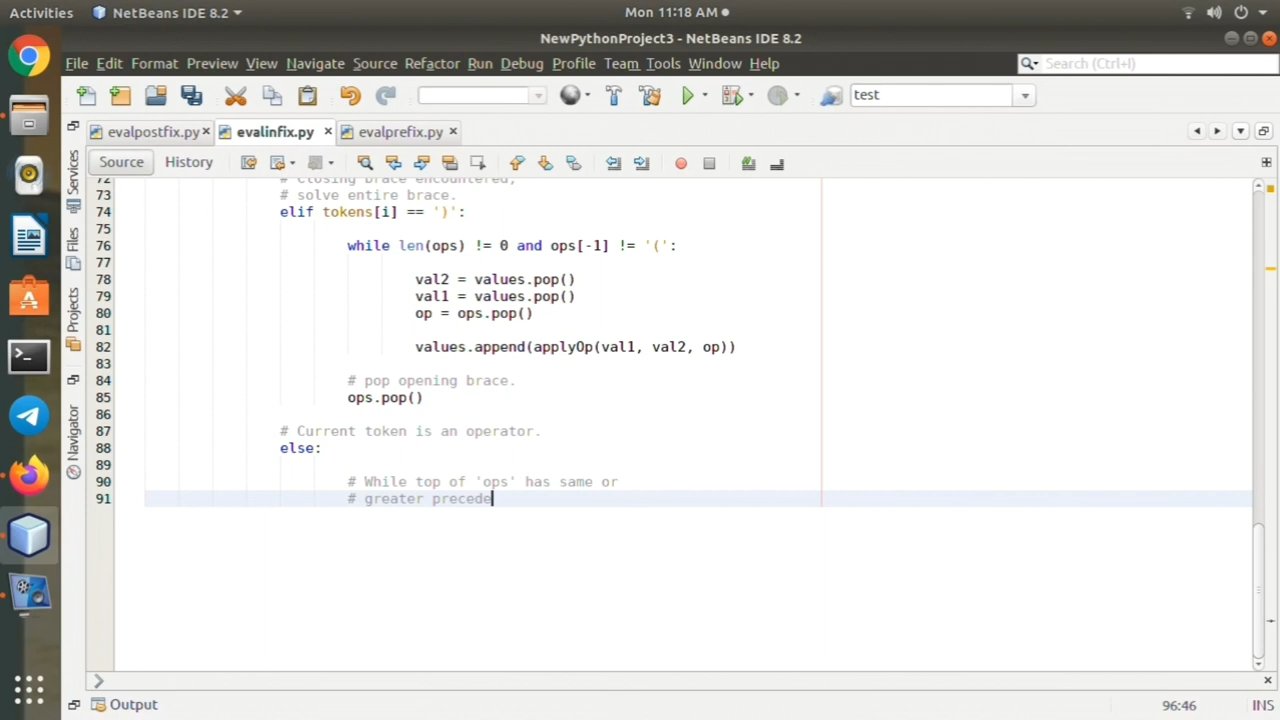 Activities NetBeans IDE 8.2 Mon 11:18 AM
NewPythonProject3 - NetBeans IDE 8.2
File Edit Format Preview View Navigate Source Refactor Run Debug Profile Team Tools Window Help Search (Ctrl+I)
test
evalpostfix.py evalinfix.py evalprefix.py
Source History
Services
Files
Projects
Navigator
72 # Closing brace encountered,
73 # solve entire brace.
74 elif tokens[i] == ')':
75
76 while len(ops) != 0 and ops[-1] != '(':
77
78 val2 = values.pop()
79 val1 = values.pop()
80 op = ops.pop()
81
82 values.append(applyOp(val1, val2, op))
83
84 # pop opening brace.
85 ops.pop()
86
87 # Current token is an operator.
88 else:
89
90 # While top of 'ops' has same or
91 # greater precede
Output 96:46 INS